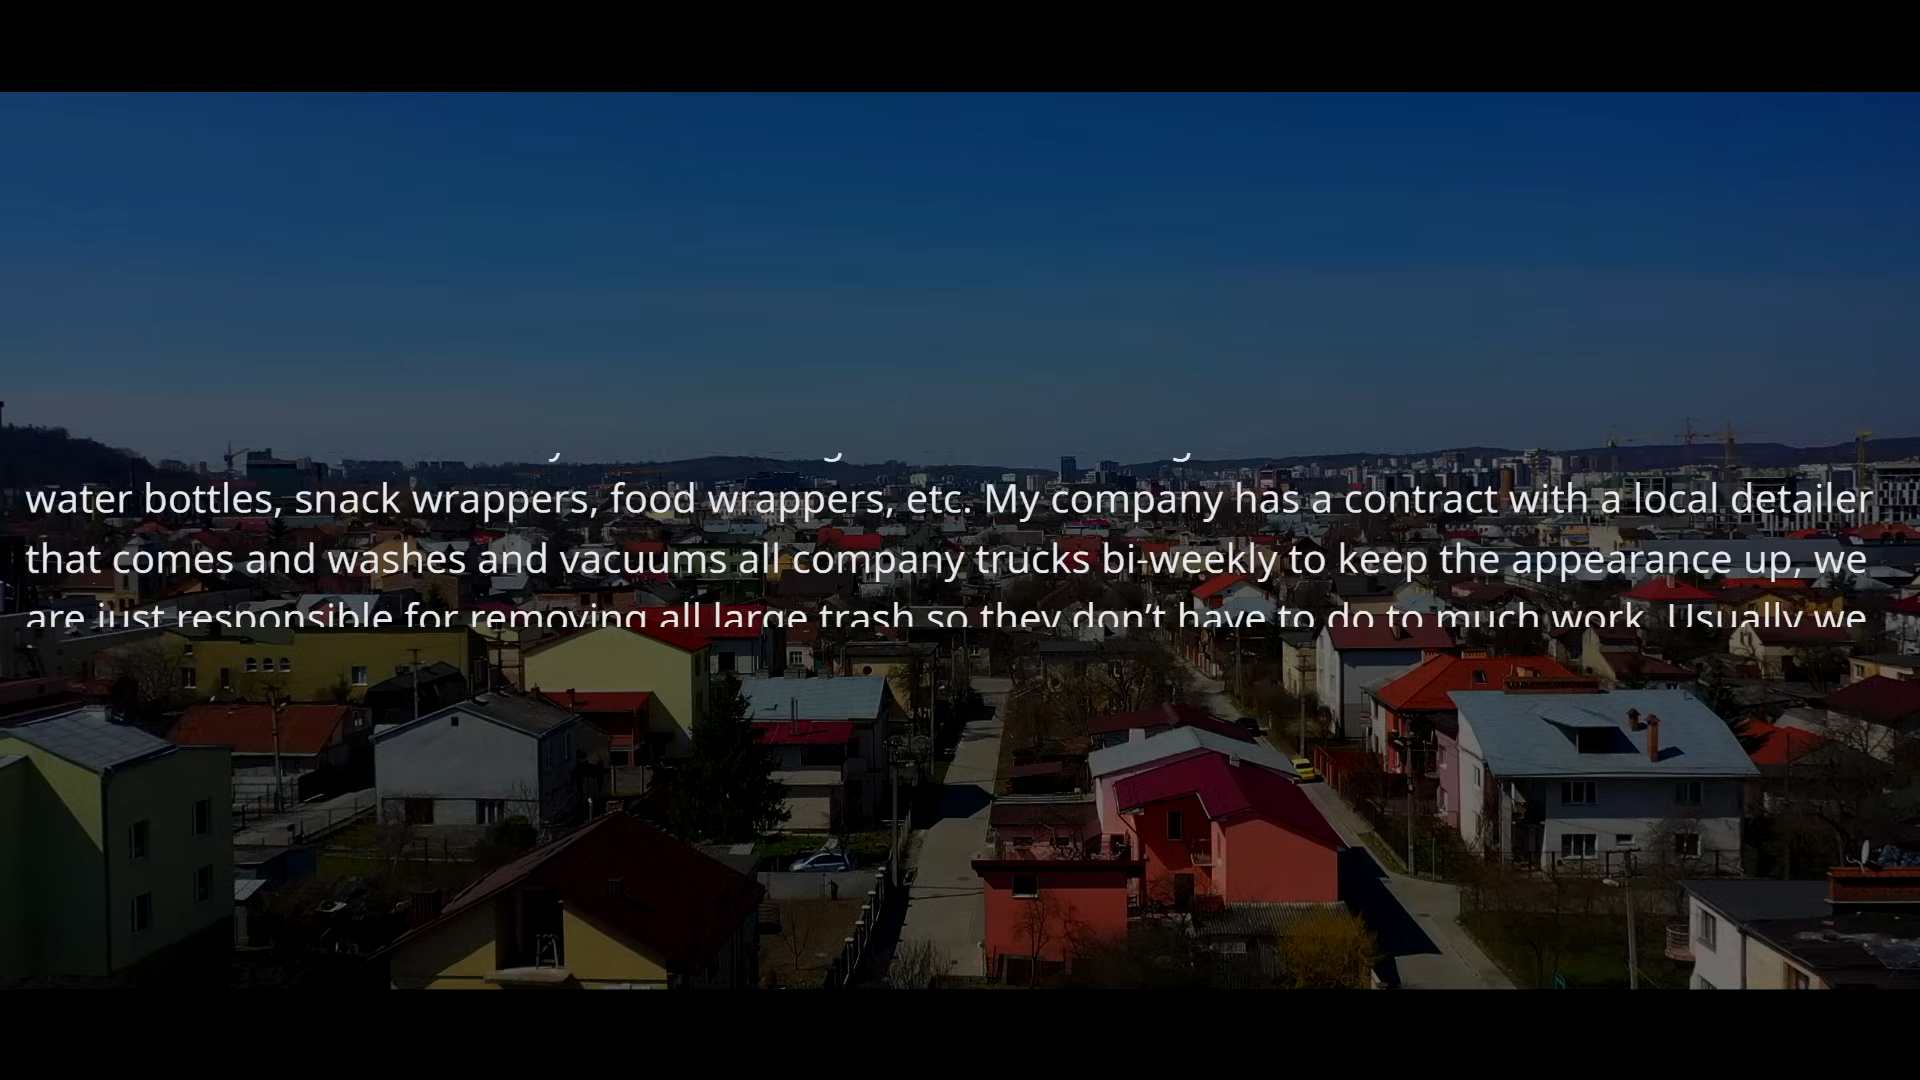 water bottles, snack wrappers, food wrappers, etc. My company has a contract with a local detailer
that comes and washes and vacuums all company trucks bi-weekly to keep the appearance up, we
are just responsible for removing all large trash so they don’t have to do to much work. Usually we